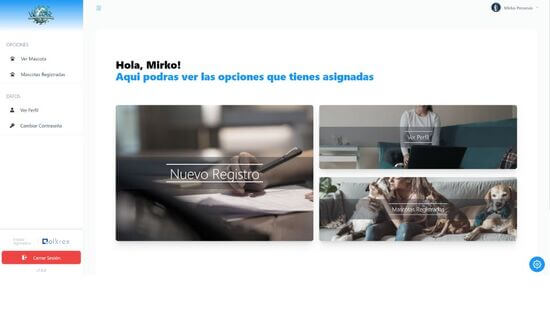 Mirko Personas
OPCIONES
Ver Mascota
Mascotas Registradas
DATOS
Ver Perfil
Cambiar Contraseña
Hola, Mirko!
Aqui podras ver las opciones que tienes asignadas
Nuevo Registro
Ver Perfil
Mascotas Registradas
Cerrar Sesión